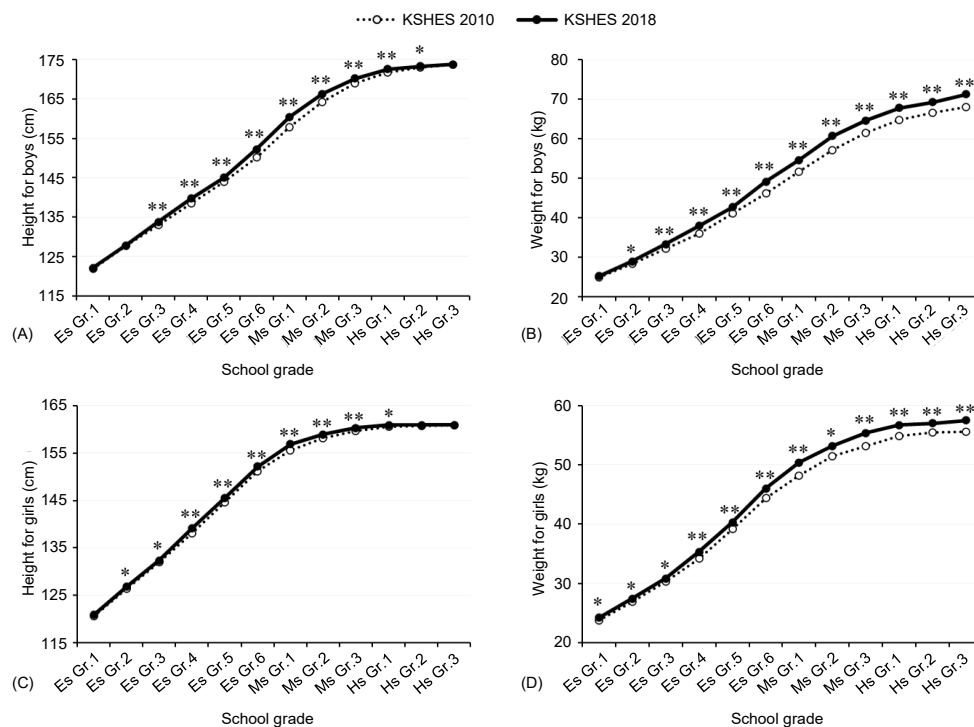 KSHES 2010
KSHES 2018
Height for boys (cm)
175
165
155
145
135
125
115
** ** ** ** ** ** ** ** *
Es Gr.1 Es Gr.2 Es Gr.3 Es Gr.4 Es Gr.5 Es Gr.6 Ms Gr.1 Ms Gr.2 Ms Gr.3 Hs Gr.1 Hs Gr.2 Hs Gr.3
(A)
School grade
Weight for boys (kg)
80
70
60
50
40
30
20
* ** ** ** ** ** ** ** ** ** **
Es Gr.1 Es Gr.2 Es Gr.3 Es Gr.4 Es Gr.5 Es Gr.6 Ms Gr.1 Ms Gr.2 Ms Gr.3 Hs Gr.1 Hs Gr.2 Hs Gr.3
(B)
School grade
Height for girls (cm)
165
155
145
135
125
115
* * ** ** ** ** ** ** *
Es Gr.1 Es Gr.2 Es Gr.3 Es Gr.4 Es Gr.5 Es Gr.6 Ms Gr.1 Ms Gr.2 Ms Gr.3 Hs Gr.1 Hs Gr.2 Hs Gr.3
(C)
School grade
Weight for girls (kg)
60
50
40
30
20
* * * ** ** ** ** * ** ** ** **
Es Gr.1 Es Gr.2 Es Gr.3 Es Gr.4 Es Gr.5 Es Gr.6 Ms Gr.1 Ms Gr.2 Ms Gr.3 Hs Gr.1 Hs Gr.2 Hs Gr.3
(D)
School grade